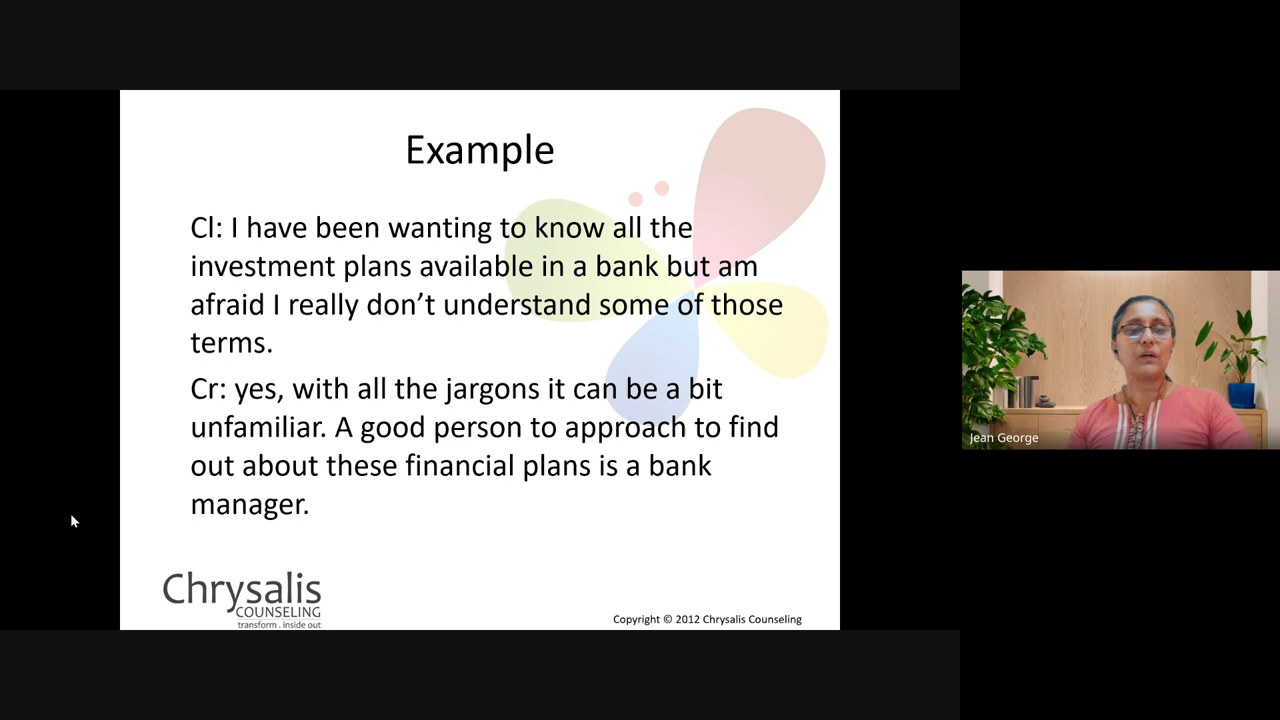 Example
Cl: I have been wanting to know all the
investment plans available in a bank but am
afraid I really don’t understand some of those
terms.
Cr: yes, with all the jargons it can be a bit
unfamiliar. A good person to approach to find
out about these financial plans is a bank
manager.
Chrysalis
COUNSELING
transform . inside out
Copyright © 2012 Chrysalis Counseling
Jean George